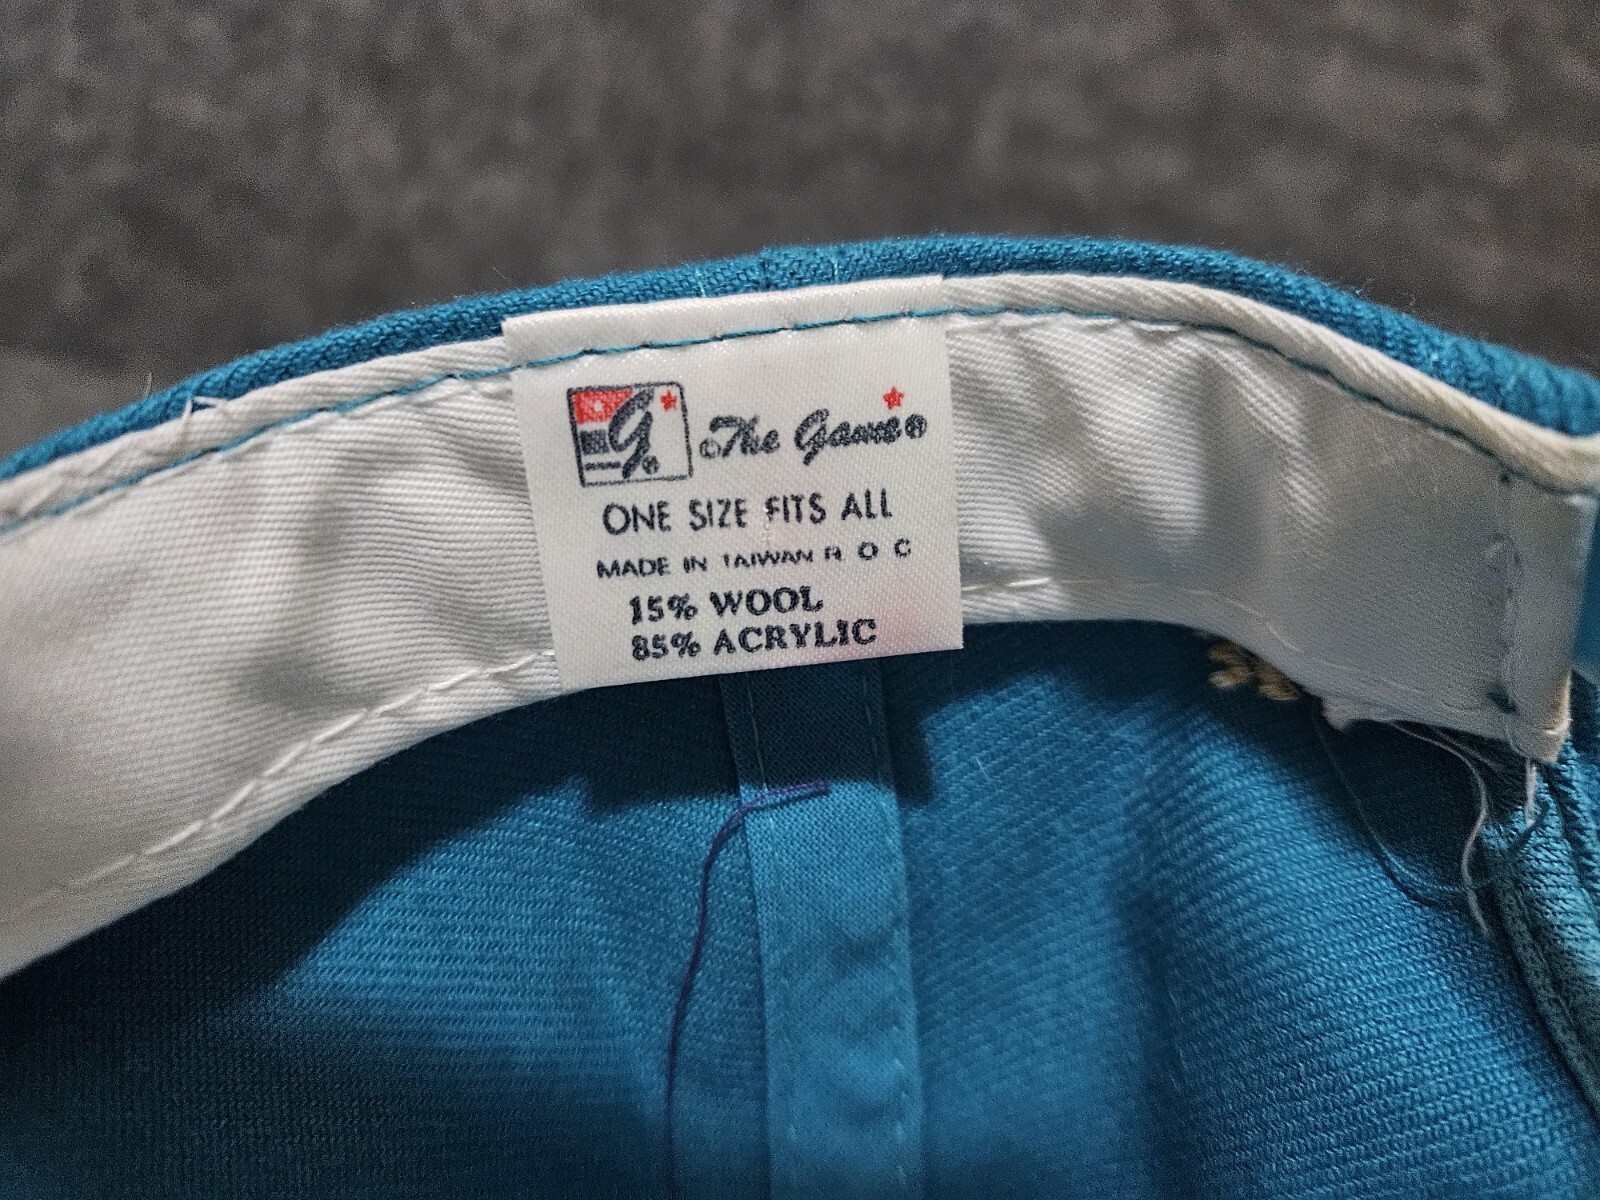 G®
©The Game®
ONE SIZE FITS ALL
MADE IN TAIWAN R O C
15% WOOL
85% ACRYLIC